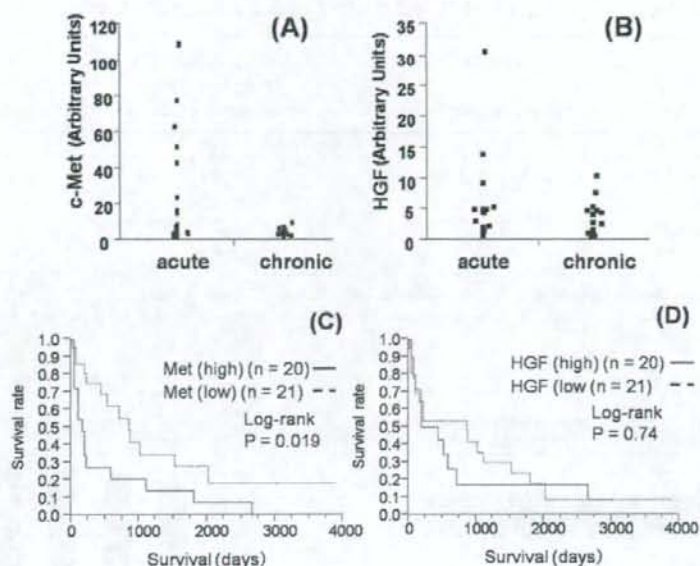 (A)
c-Met (Arbitrary Units)
120
100
80
60
40
20
0
acute
chronic
(B)
HGF (Arbitrary Units)
35
30
25
20
15
10
5
0
acute
chronic
(C)
Survival rate
1.0
0.9
0.8
0.7
0.6
0.5
0.4
0.3
0.2
0.1
0.0
Met (high) (n = 20)
Met (low) (n = 21)
Log-rank
P = 0.019
0
1000
2000
3000
4000
Survival (days)
(D)
Survival rate
1.0
0.9
0.8
0.7
0.6
0.5
0.4
0.3
0.2
0.1
0.0
HGF (high) (n = 20)
HGF (low (n = 21)
Log-rank
P = 0.74
0
1000
2000
3000
4000
Survival (days)